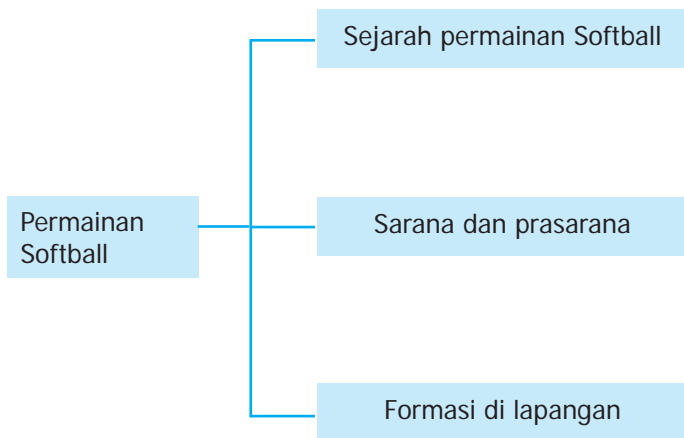 Sejarah permainan Softball
Permainan
Softball
Sarana dan prasarana
Formasi di lapangan